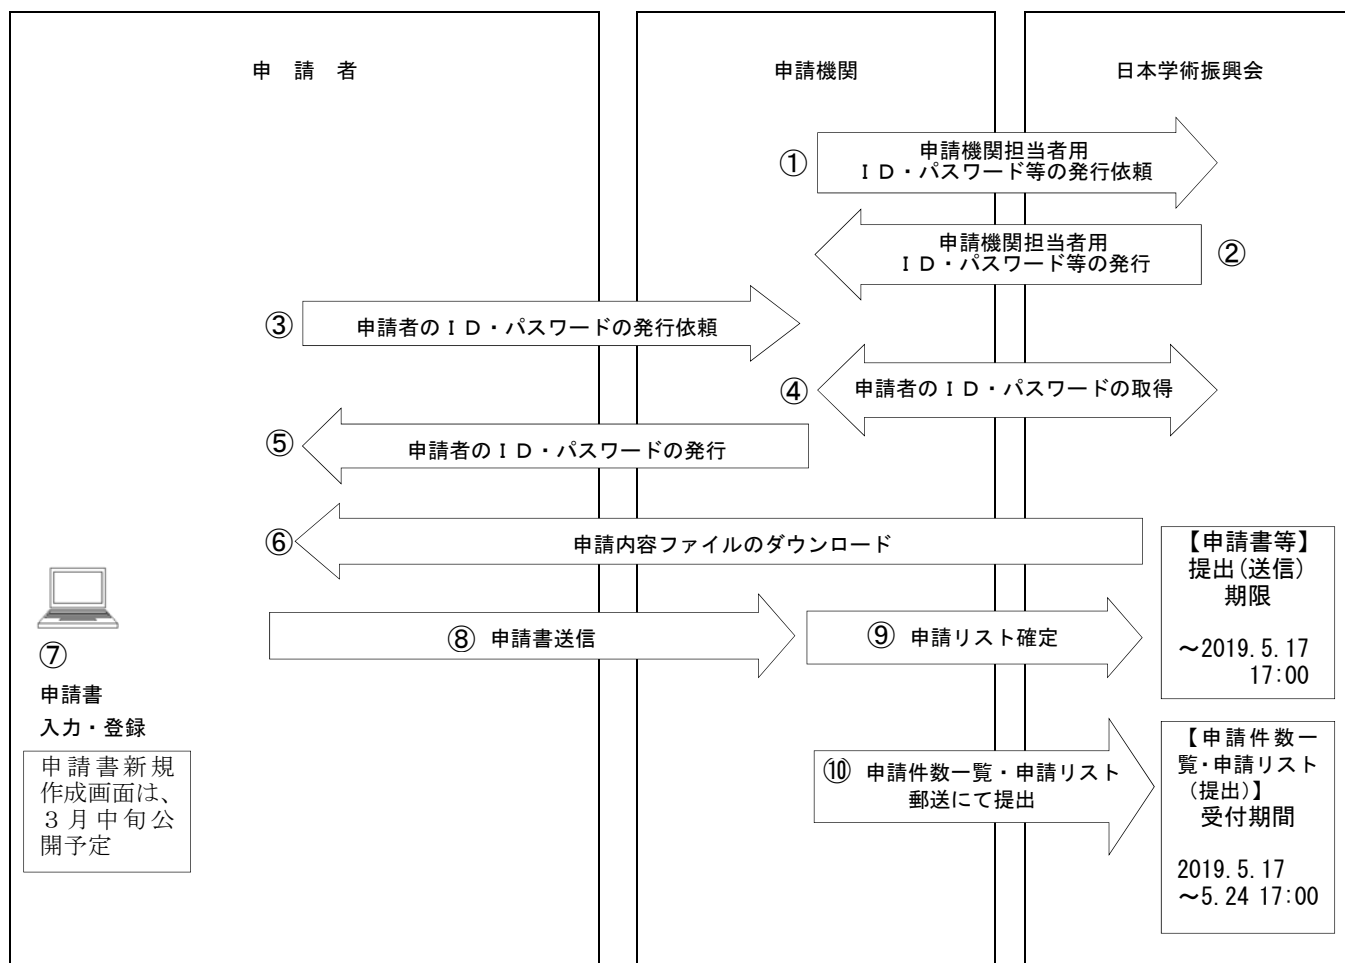 申　請　者
申請機関
日本学術振興会
①
申請機関担当者用
ＩＤ・パスワード等の発行依頼
申請機関担当者用
ＩＤ・パスワード等の発行
②
③
申請者のＩＤ・パスワードの発行依頼
④
申請者のＩＤ・パスワードの取得
⑤
申請者のＩＤ・パスワードの発行
⑥
申請内容ファイルのダウンロード
⑦
申請書
入力・登録
申請書新規
作成画面は、
３月中旬公
開予定
⑧ 申請書送信
⑨ 申請リスト確定
【申請書等】
提出(送信)
期限
～2019.5.17
17:00
⑩ 申請件数一覧・申請リスト
郵送にて提出
【申請件数一
覧・申請リスト
(提出)】
受付期間
2019.5.17
～5.24 17:00